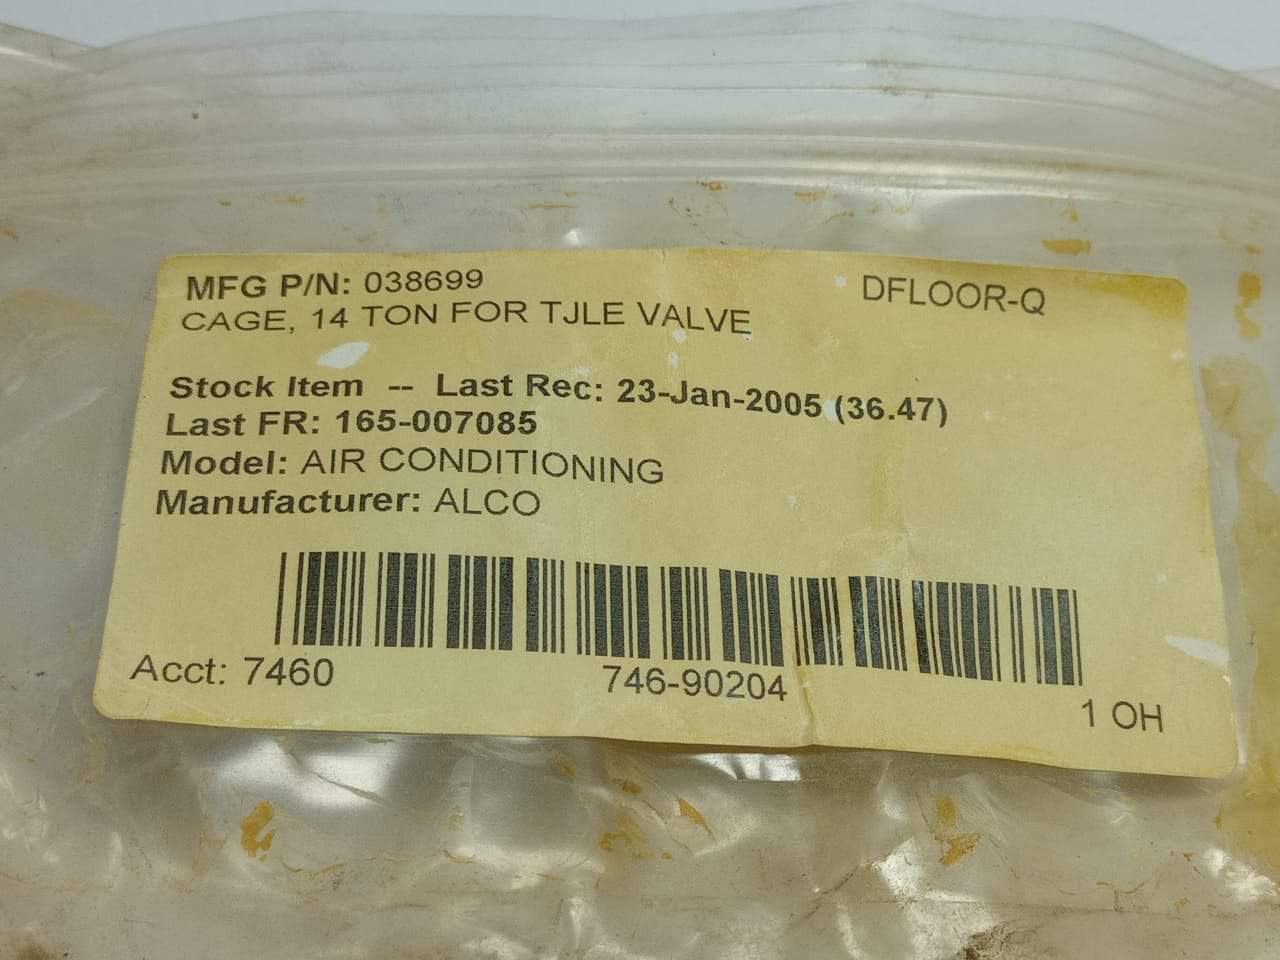 MFG P/N: 038699
DFLOOR-Q
CAGE, 14 TON FOR TJLE VALVE
Stock Item -- Last Rec: 23-Jan-2005 (36.47)
Last FR: 165-007085
Model: AIR CONDITIONING
Manufacturer: ALCO
Acct: 7460
746-90204
1 OH